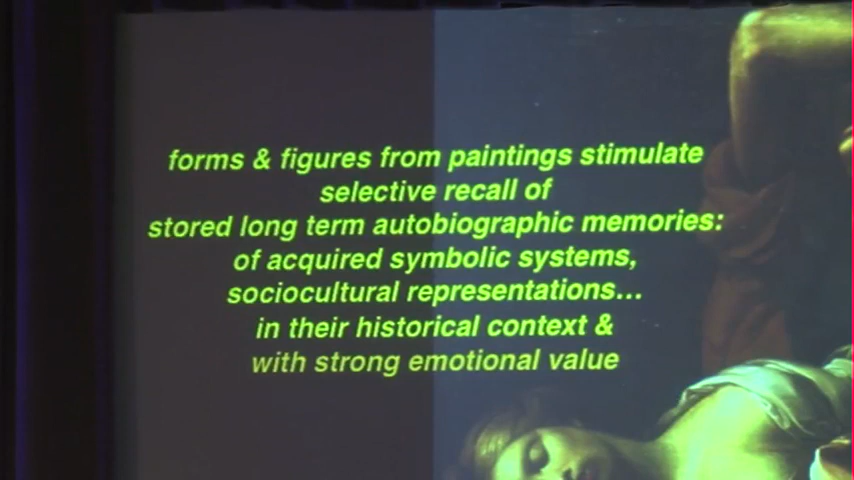 forms & figures from paintings stimulate
selective recall of
stored long term autobiographic memories:
of acquired symbolic systems,
sociocultural representations...
in their historical context &
with strong emotional value